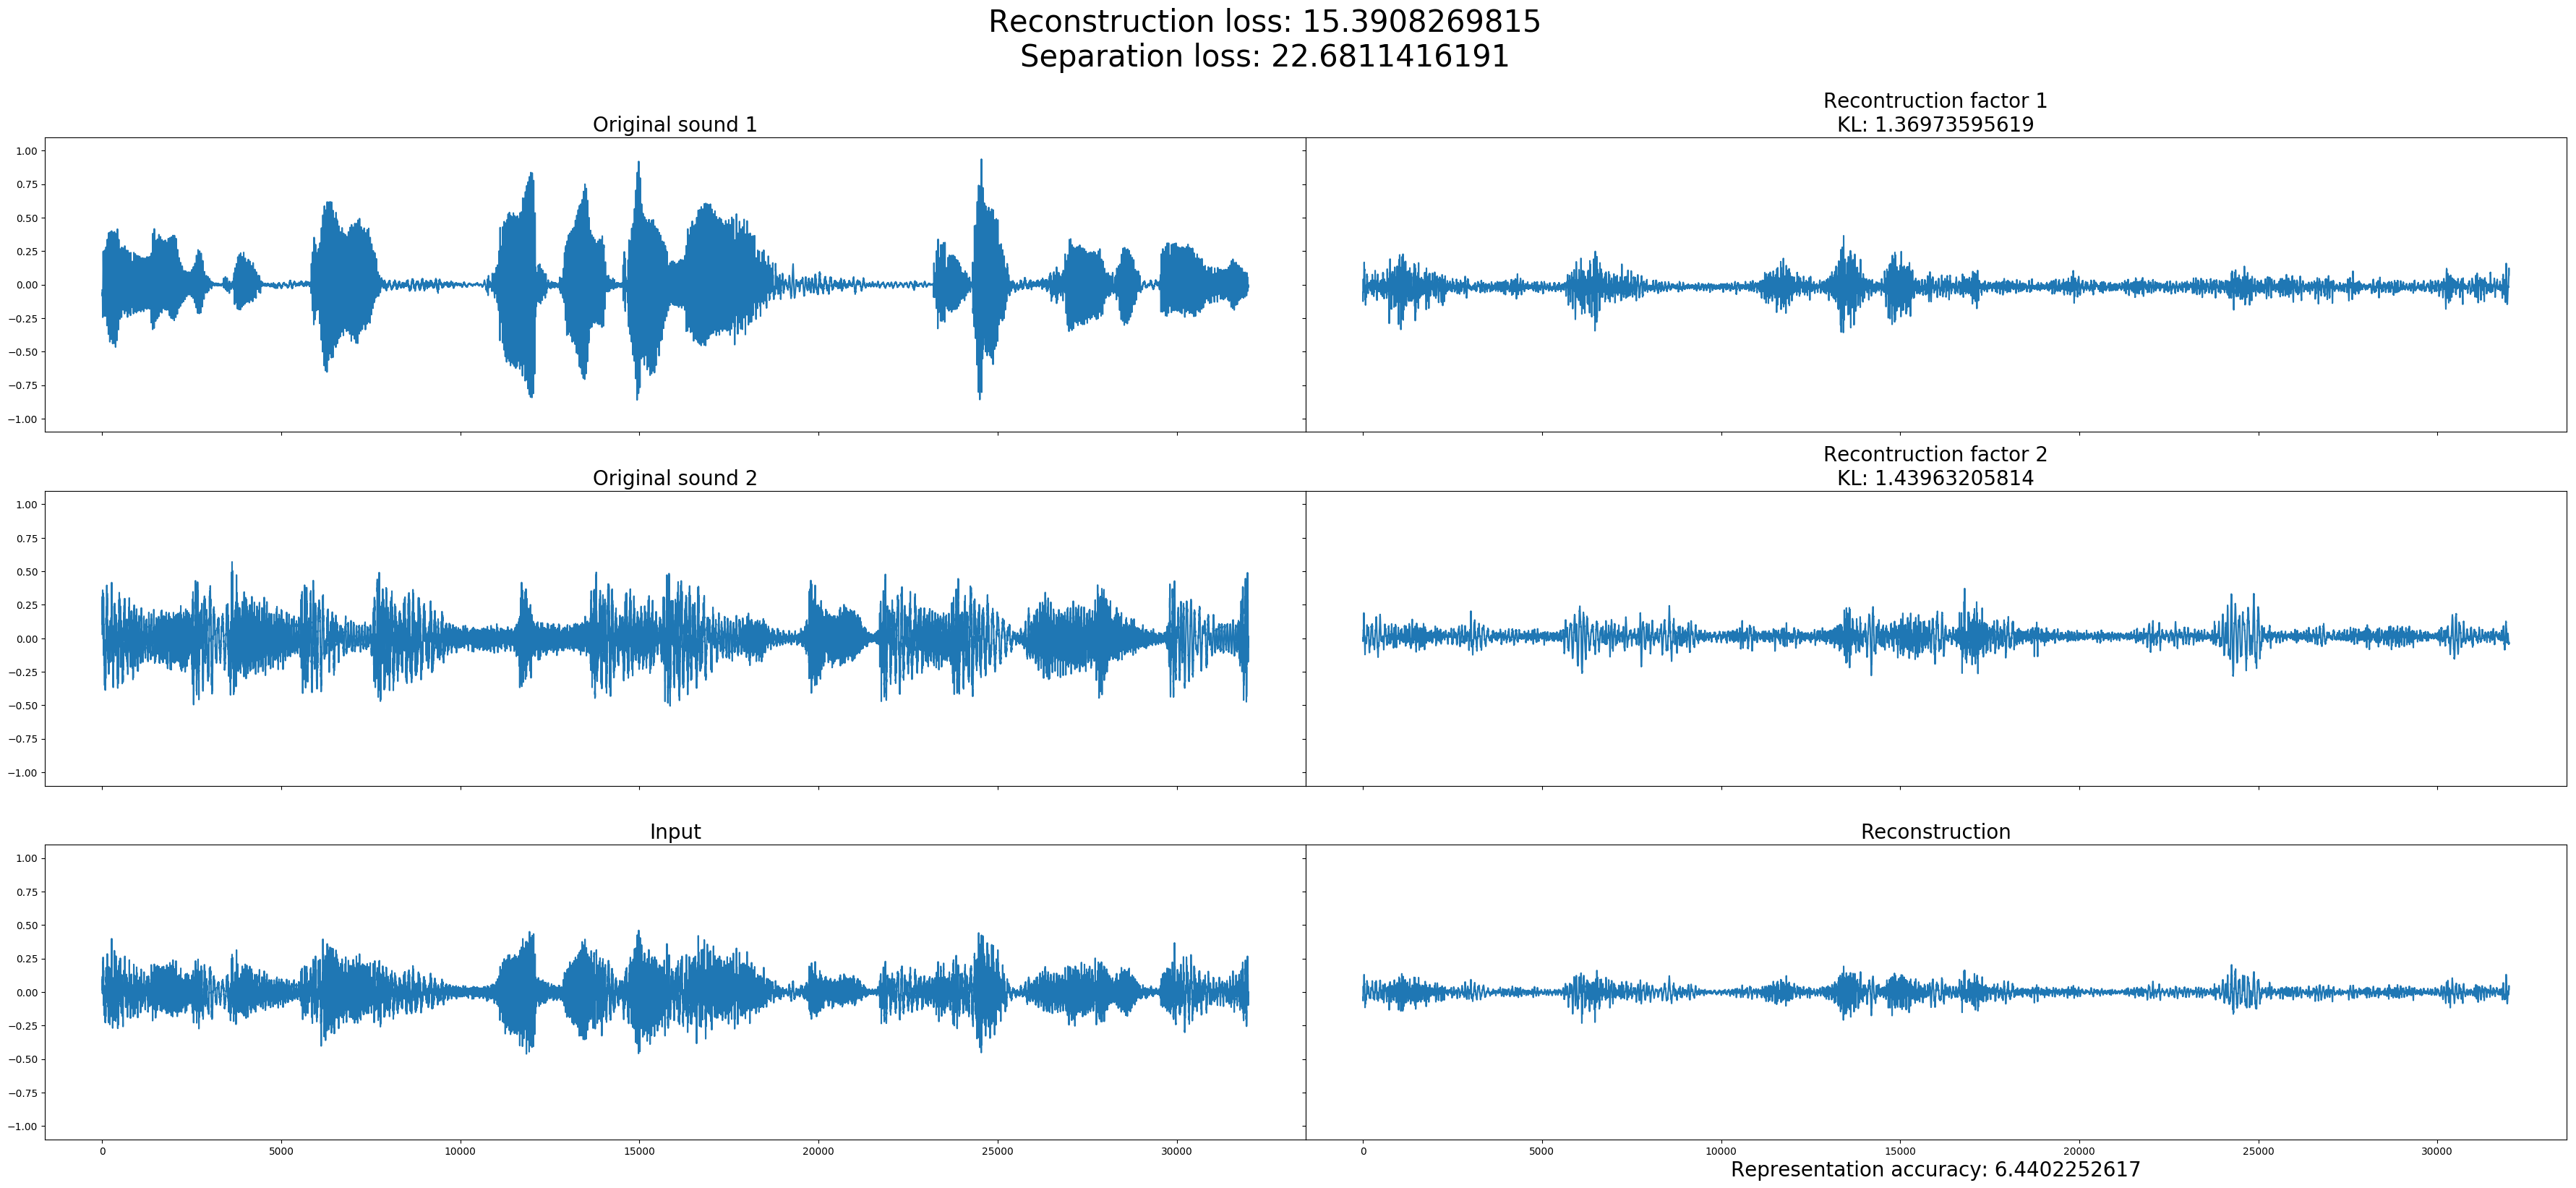 Reconstruction loss: 15.3908269815
Separation loss: 22.6811416191
Original sound 1
Recontruction factor 1
KL: 1.36973595619
1.00
0.75
0.50
0.25
0.00
−0.25
−0.50
−0.75
−1.00
Original sound 2
Recontruction factor 2
KL: 1.43963205814
1.00
0.75
0.50
0.25
0.00
−0.25
−0.50
−0.75
−1.00
Input
Reconstruction
1.00
0.75
0.50
0.25
0.00
−0.25
−0.50
−0.75
−1.00
0 5000 10000 15000 20000 25000 30000
0 5000 10000 15000 20000 25000 30000
Representation accuracy: 6.4402252617